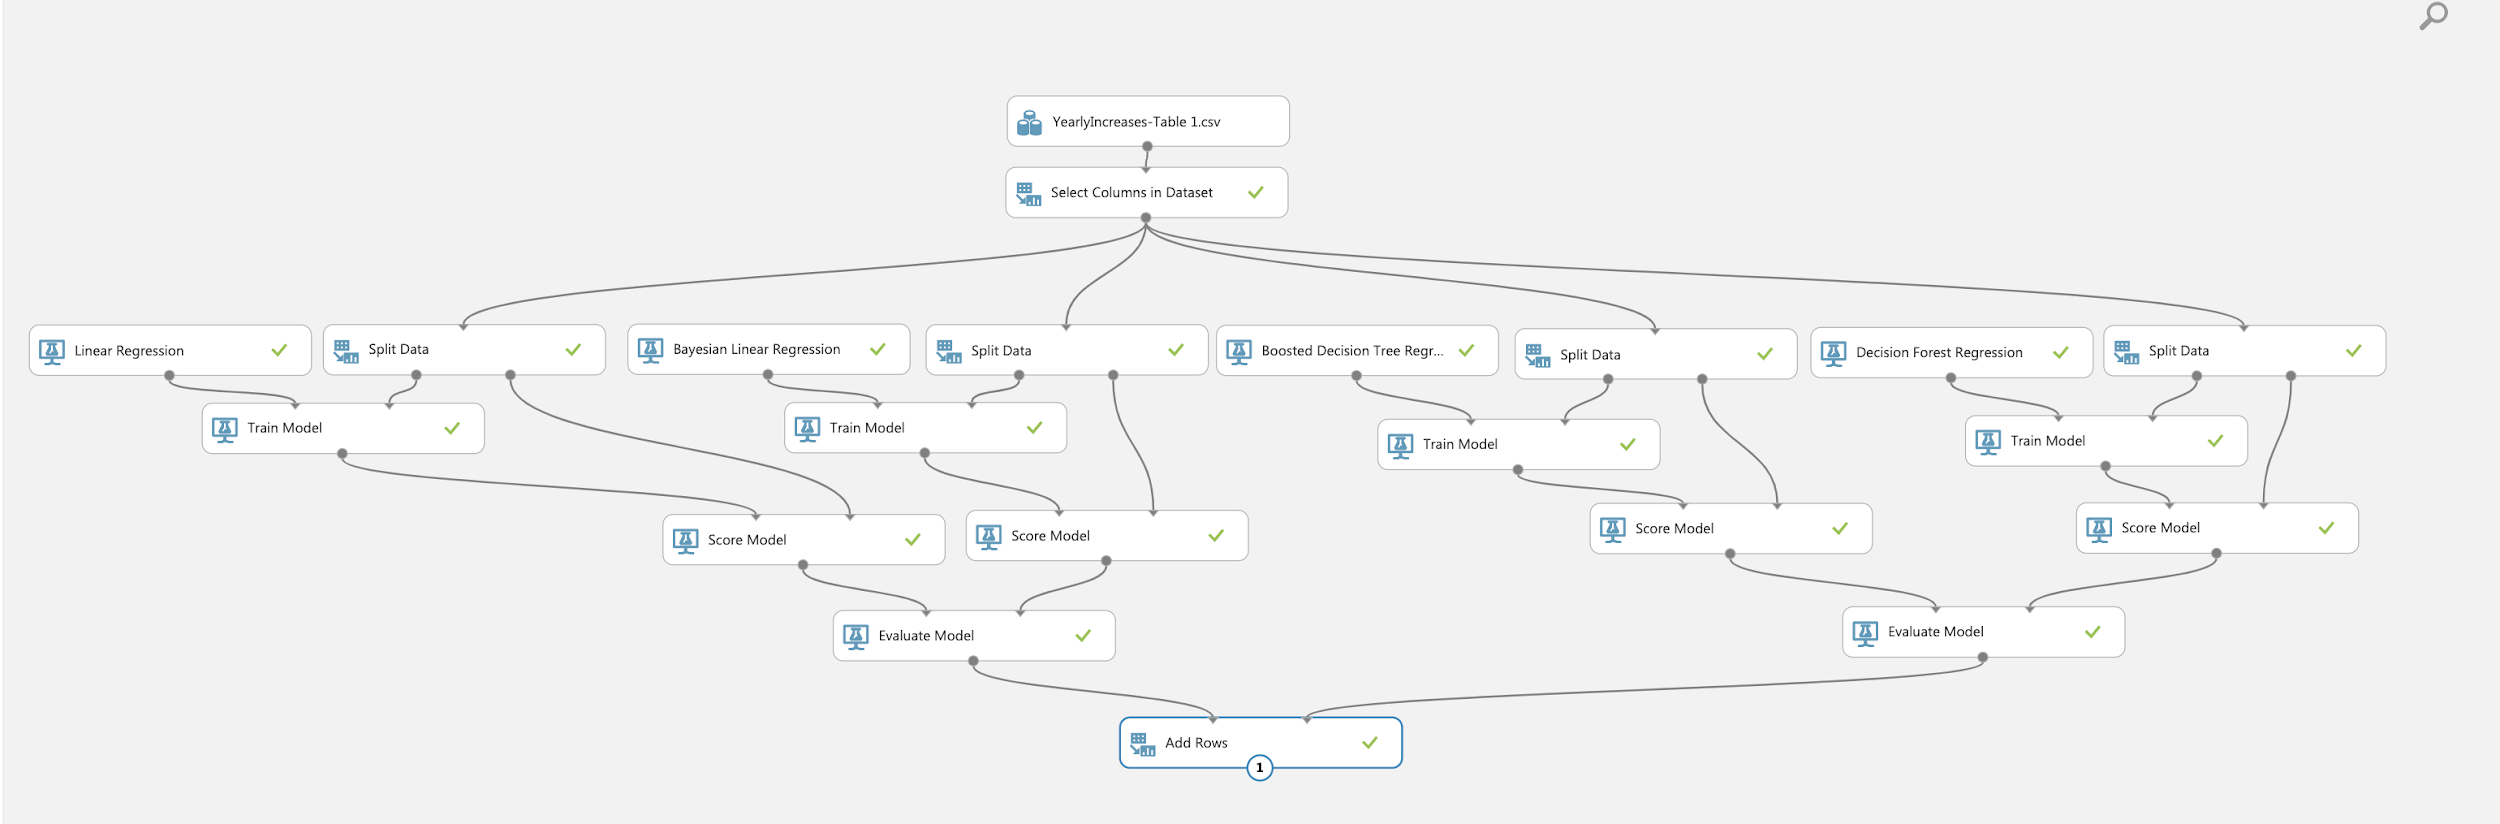 YearlyIncreases-Table 1.csv
Select Columns in Dataset
Linear Regression
Split Data
Bayesian Linear Regression
Split Data
Boosted Decision Tree Regr...
Split Data
Decision Forest Regression
Split Data
Train Model
Train Model
Train Model
Train Model
Score Model
Score Model
Score Model
Score Model
Evaluate Model
Evaluate Model
Add Rows
1